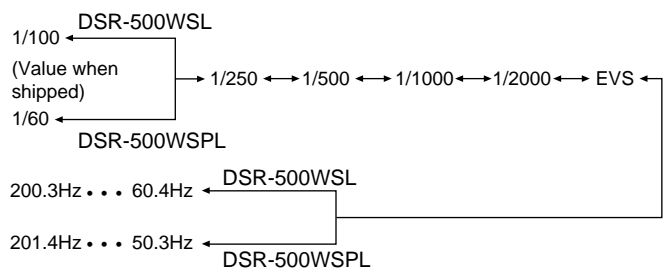 DSR-500WSL
1/100
(Value when
shipped)
1/250 1/500 1/1000 1/2000 EVS
1/60
DSR-500WSPL
DSR-500WSL
200.3Hz • • • 60.4Hz
201.4Hz • • • 50.3Hz
DSR-500WSPL